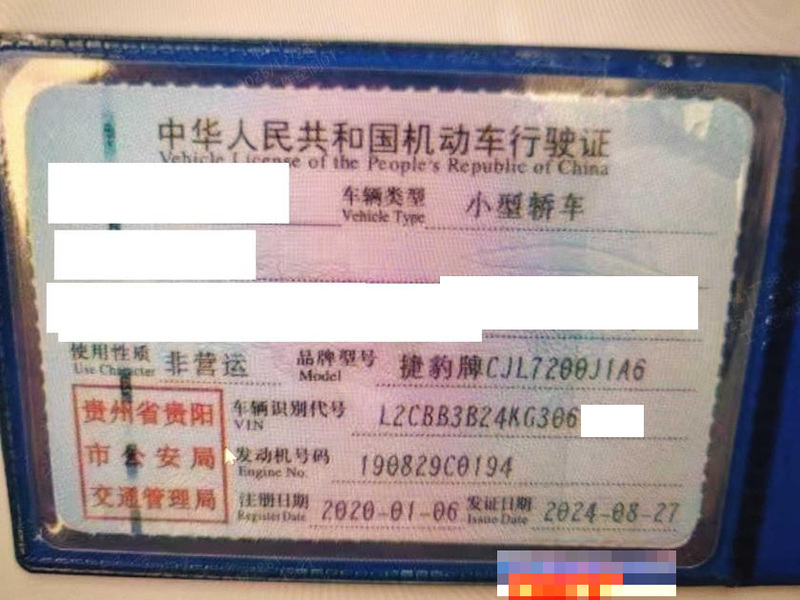 中华人民共和国机动车行驶证
Vehicle License of the People's Republic of China
车辆类型 小型轿车
Vehicle Type
使用性质 非营运 品牌型号 捷豹牌CJL7200J1A6
Use Character Model
贵州省贵阳
市公安局
交通管理局
车辆识别代号 L2CBB3B24KG306
VIN
发动机号码 190829C0194
Engine No.
注册日期 2020-01-06 发证日期 2024-08-27
Register Date Issue Date